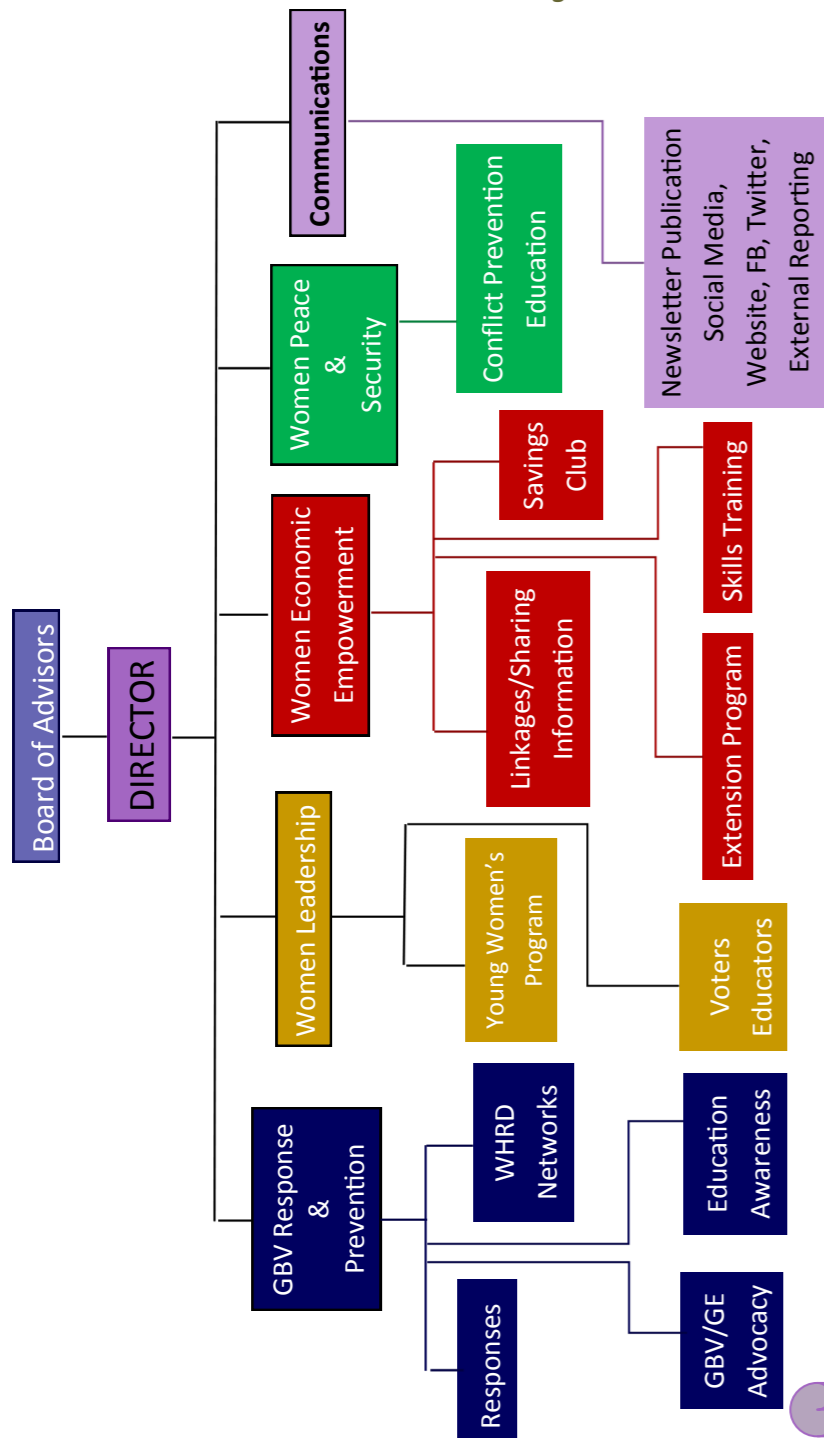 Board of Advisors
DIRECTOR
GBV Response
&
Prevention
Women Leadership
Women Economic
Empowerment
Women Peace
&
Security
Communications
Responses
WHRD
Networks
GBV/GE
Advocacy
Education
Awareness
Young Women’s
Program
Voters
Educators
Linkages/Sharing
Information
Savings
Club
Extension Program
Skills Training
Conflict Prevention
Education
Newsletter Publication
Social Media,
Website, FB, Twitter,
External Reporting